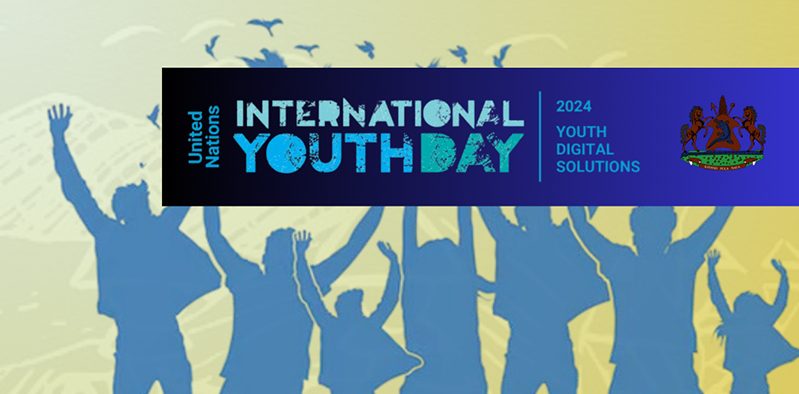 United
Nations
INTERNATIONAL
YOUTH DAY
2024
YOUTH
DIGITAL
SOLUTIONS